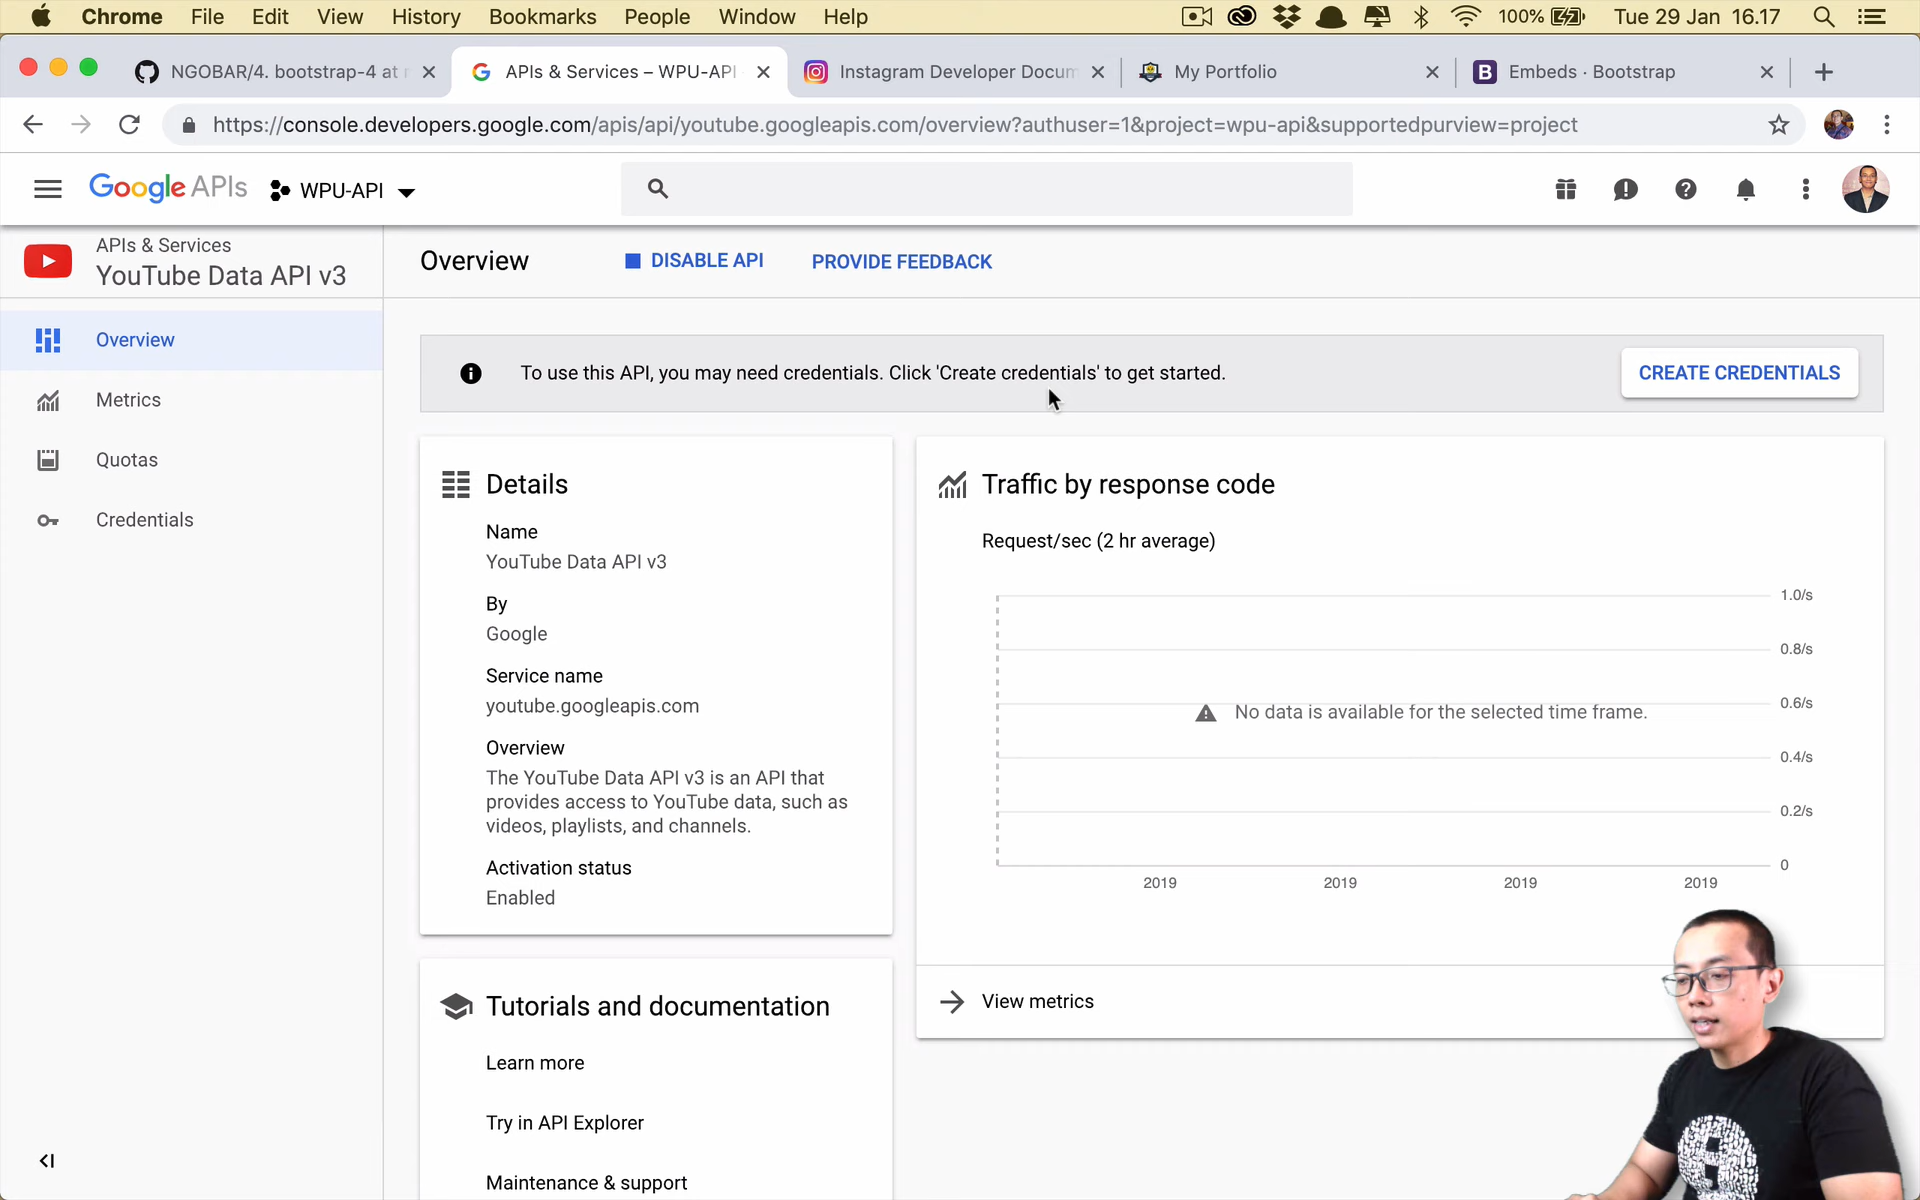 Chrome File Edit View History Bookmarks People Window Help 100% Tue 29 Jan 16.17
NGOBAR/4. bootstrap-4 at APIs & Services – WPU-API Instagram Developer Docum My Portfolio Embeds · Bootstrap
https://console.developers.google.com/apis/api/youtube.googleapis.com/overview?authuser=1&project=wpu-api&supportedpurview=project
Google APIs WPU-API
APIs & Services
YouTube Data API v3
Overview DISABLE API PROVIDE FEEDBACK
Overview
Metrics
Quotas
Credentials
To use this API, you may need credentials. Click 'Create credentials' to get started. CREATE CREDENTIALS
Details
Name
YouTube Data API v3
By
Google
Service name
youtube.googleapis.com
Overview
The YouTube Data API v3 is an API that
provides access to YouTube data, such as
videos, playlists, and channels.
Activation status
Enabled
Traffic by response code
Request/sec (2 hr average)
1.0/s
0.8/s
0.6/s
No data is available for the selected time frame.
0.4/s
0.2/s
0
2019 2019 2019 2019
View metrics
Tutorials and documentation
Learn more
Try in API Explorer
Maintenance & support